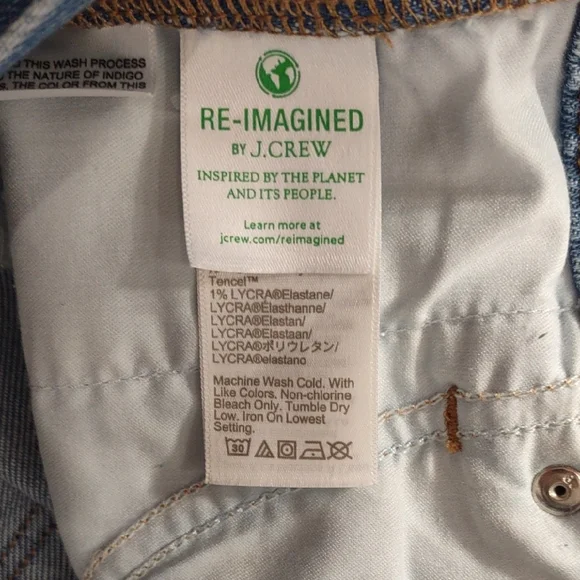 THIS WASH PROCESS
THE NATURE OF INDIGO
THE COLOR FROM THIS
RE-IMAGINED
BY J.CREW
INSPIRED BY THE PLANET
AND ITS PEOPLE.
Learn more at
jcrew.com/reimagined
Tencel™
1% LYCRA®Elastane/
LYCRA®Elasthanne/
LYCRA®Elastan/
LYCRA®Elastaan/
LYCRA®ポリウレタン/
LYCRA®elastano
Machine Wash Cold, With
Like Colors, Non-chlorine
Bleach Only, Tumble Dry
Low. Iron On Lowest
Setting.
30